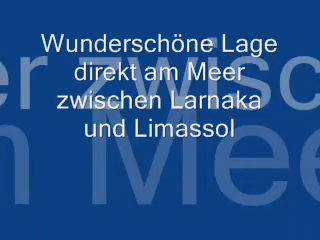 Wunderschöne Lage
direkt am Meer
zwischen Larnaka
und Limassol